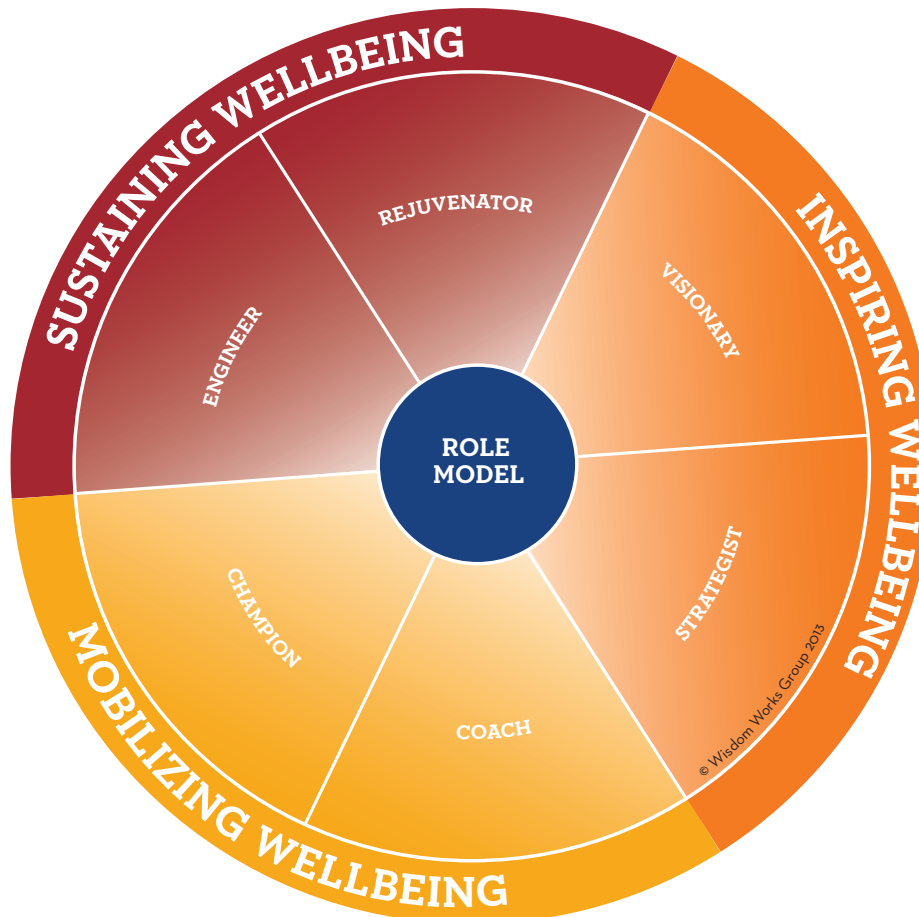 SUSTAINING WELLBEING
INSPIRING WELLBEING
REJUVENATOR
VISIONARY
ENGINEER
ROLE
MODEL
STRATEGIST
CHAMPION
COACH
© Wisdom Works Group 2013
MOBILIZING WELLBEING